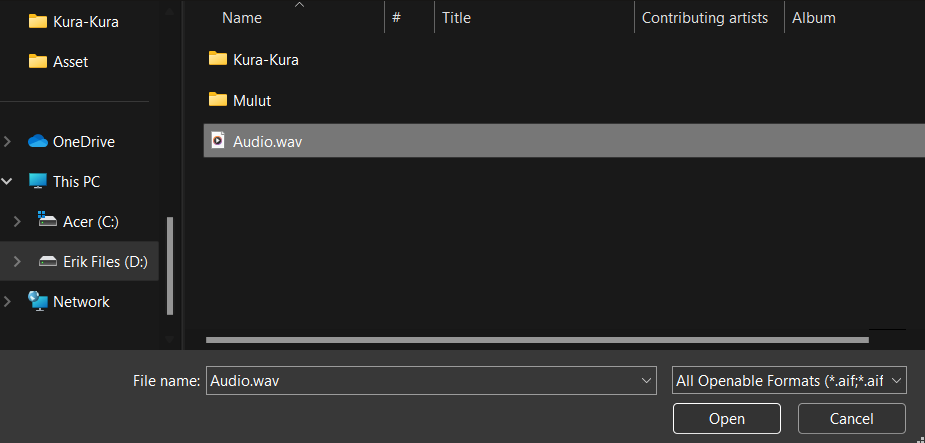 Kura-Kura
Asset
OneDrive
This PC
Acer (C:)
Erik Files (D:)
Network
Name # Title Contributing artists Album
Kura-Kura
Mulut
Audio.wav
File name: Audio.wav All Openable Formats (*.aif;*.aif
Open Cancel